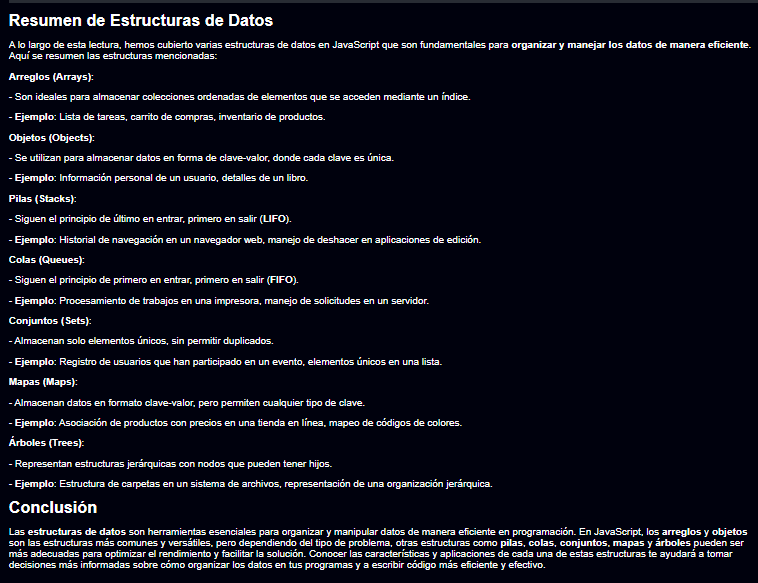 Resumen de Estructuras de Datos
A lo largo de esta lectura, hemos cubierto varias estructuras de datos en JavaScript que son fundamentales para organizar y manejar los datos de manera eficiente.
Aquí se resumen las estructuras mencionadas:
Arreglos (Arrays):
- Son ideales para almacenar colecciones ordenadas de elementos que se acceden mediante un índice.
- Ejemplo: Lista de tareas, carrito de compras, inventario de productos.
Objetos (Objects):
- Se utilizan para almacenar datos en forma de clave-valor, donde cada clave es única.
- Ejemplo: Información personal de un usuario, detalles de un libro.
Pilas (Stacks):
- Siguen el principio de último en entrar, primero en salir (LIFO).
- Ejemplo: Historial de navegación en un navegador web, manejo de deshacer en aplicaciones de edición.
Colas (Queues):
- Siguen el principio de primero en entrar, primero en salir (FIFO).
- Ejemplo: Procesamiento de trabajos en una impresora, manejo de solicitudes en un servidor.
Conjuntos (Sets):
- Almacenan solo elementos únicos, sin permitir duplicados.
- Ejemplo: Registro de usuarios que han participado en un evento, elementos únicos en una lista.
Mapas (Maps):
- Almacenan datos en formato clave-valor, pero permiten cualquier tipo de clave.
- Ejemplo: Asociación de productos con precios en una tienda en línea, mapeo de códigos de colores.
Árboles (Trees):
- Representan estructuras jerárquicas con nodos que pueden tener hijos.
- Ejemplo: Estructura de carpetas en un sistema de archivos, representación de una organización jerárquica.
Conclusión
Las estructuras de datos son herramientas esenciales para organizar y manipular datos de manera eficiente en programación. En JavaScript, los arreglos y objetos
son las estructuras más comunes y versátiles, pero dependiendo del tipo de problema, otras estructuras como pilas, colas, conjuntos, mapas y árboles pueden ser
más adecuadas para optimizar el rendimiento y facilitar la solución. Conocer las características y aplicaciones de cada una de estas estructuras te ayudará a tomar
decisiones más informadas sobre cómo organizar los datos en tus programas y a escribir código más eficiente y efectivo.